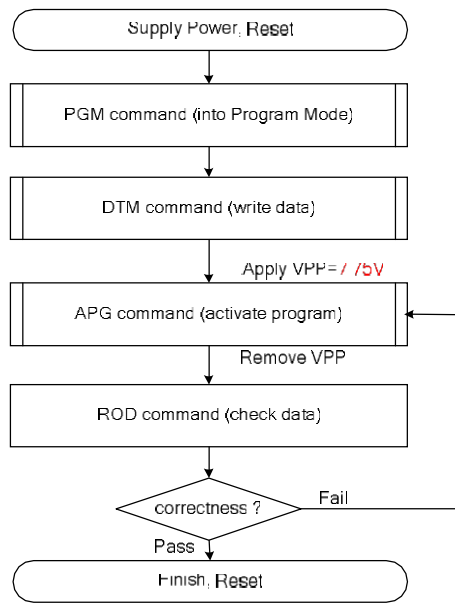 Supply Power, Reset
PGM command (into Program Mode)
DTM command (write data)
Apply VPP=7.75V
APG command (activate program)
Remove VPP
ROD command (check data)
correctness ?
Fail
Pass
Finish, Reset